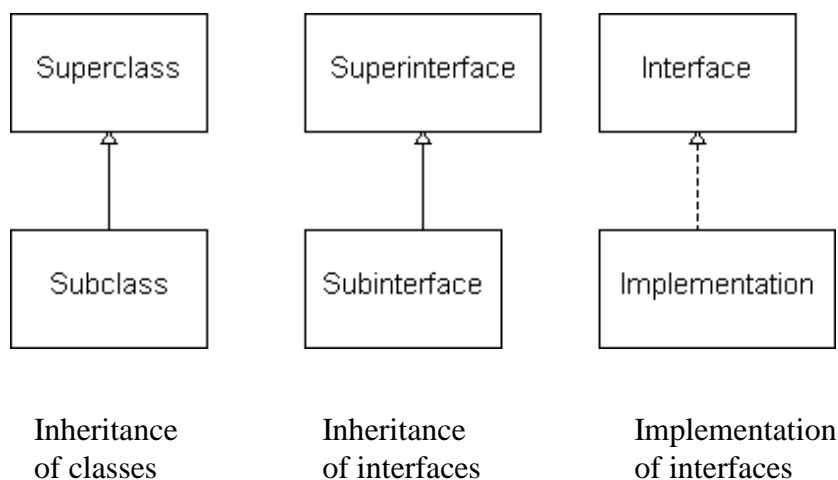 Superclass
Superinterface
Interface
Subclass
Subinterface
Implementation
Inheritance
of classes
Inheritance
of interfaces
Implementation
of interfaces